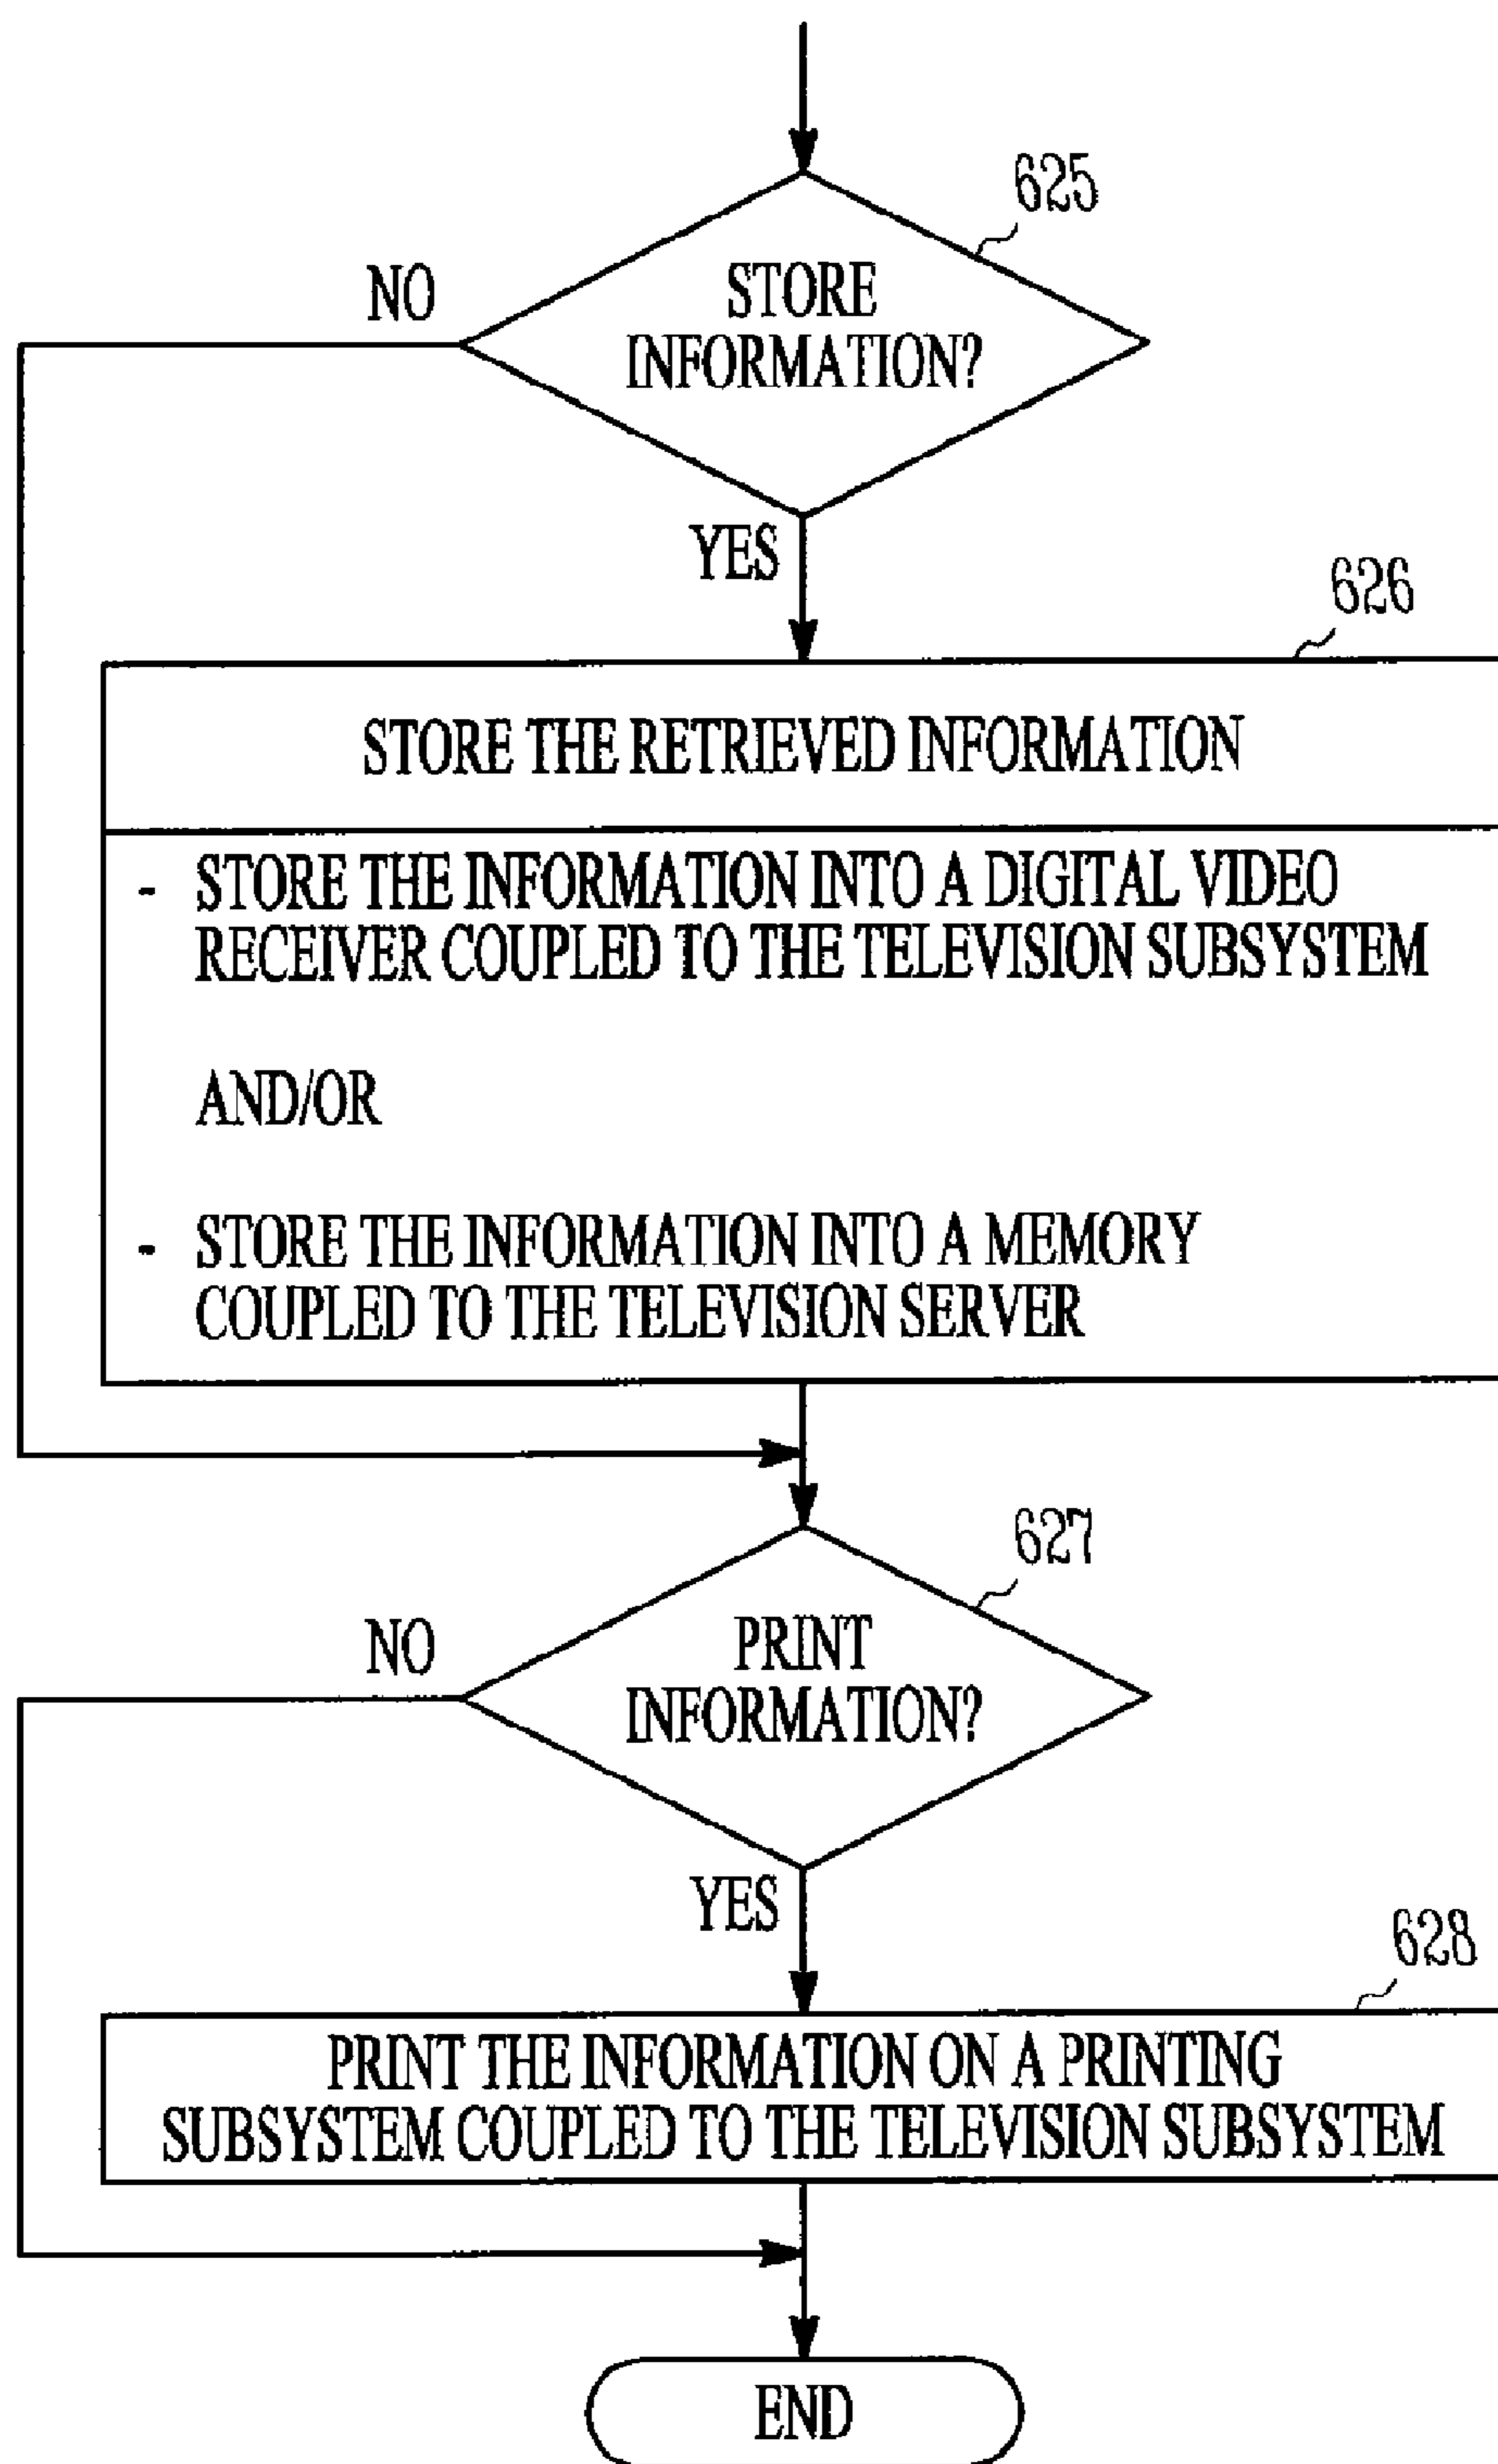 625
STORE
INFORMATION?
NO
YES
626
STORE THE RETRIEVED INFORMATION
- STORE THE INFORMATION INTO A DIGITAL VIDEO
RECEIVER COUPLED TO THE TELEVISION SUBSYSTEM
AND/OR
- STORE THE INFORMATION INTO A MEMORY
COUPLED TO THE TELEVISION SERVER
627
PRINT
INFORMATION?
NO
YES
628
PRINT THE INFORMATION ON A PRINTING
SUBSYSTEM COUPLED TO THE TELEVISION SUBSYSTEM
END